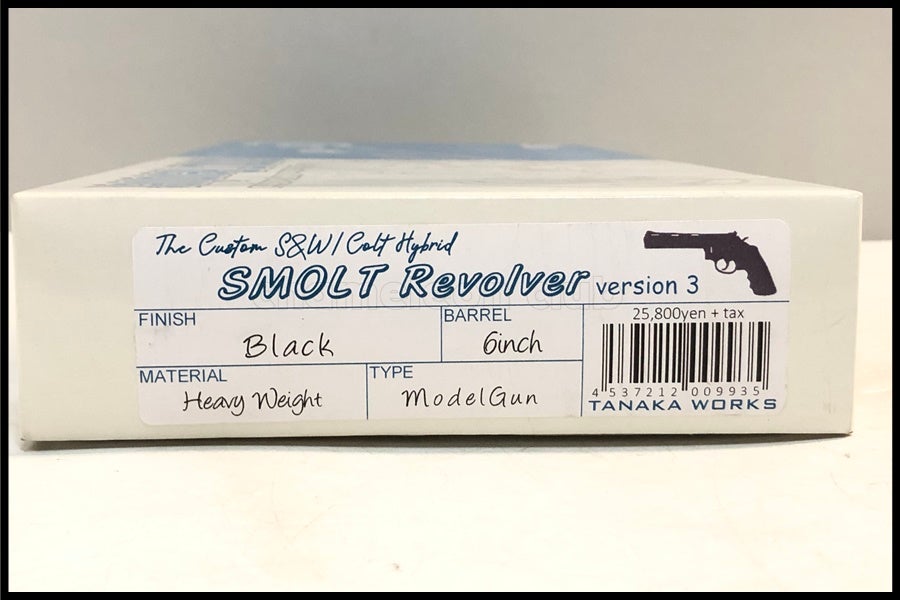 The Custom S&W/Colt Hybrid
SMOLT Revolver version 3
FINISH
Black
BARREL
6inch
MATERIAL
Heavy Weight
TYPE
ModelGun
25,800yen + tax
4 537212 009935
TANAKA WORKS